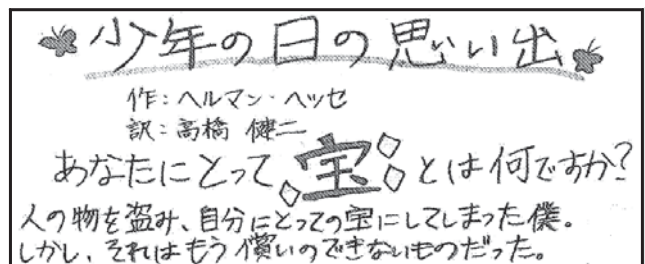 少年の日の思い出
作：ヘルマン・ヘッセ
訳：高橋 健二
あなたにとって、宝とは何ですか？
人の物を盗み、自分にとっての宝にしてしまった僕。
しかし、それはもう償いのできないものだった。